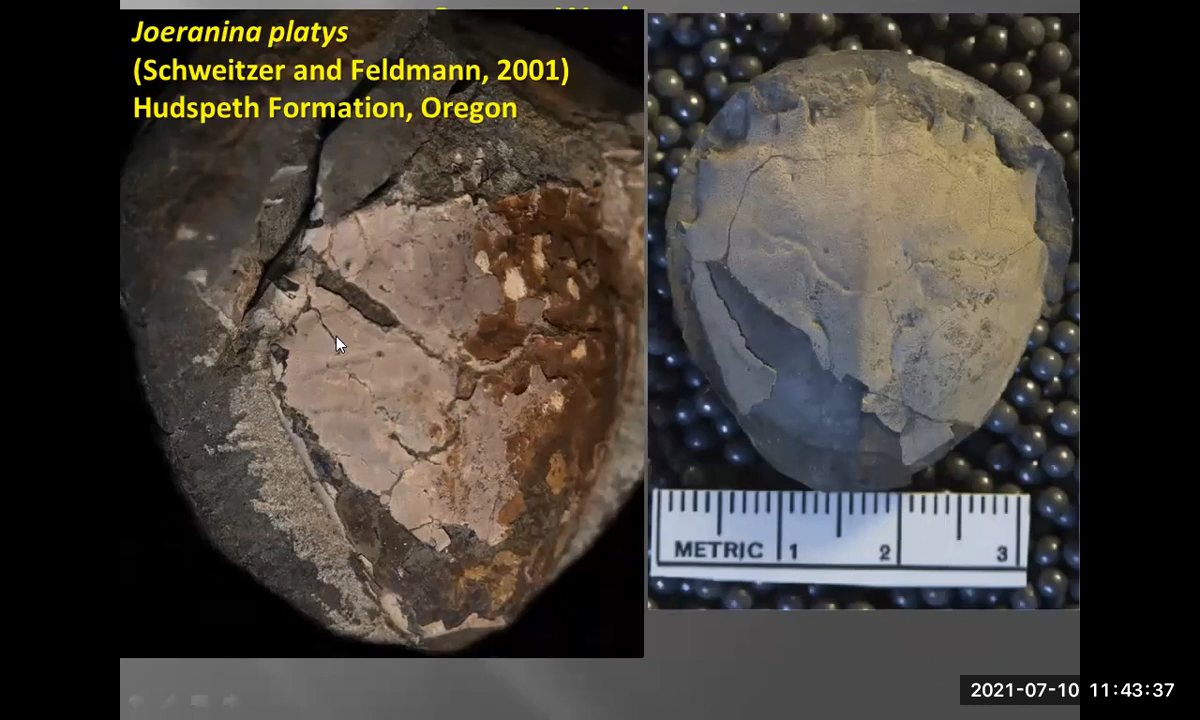 Joeranina platys
(Schweitzer and Feldmann, 2001)
Hudspeth Formation, Oregon
METRIC 1 2 3
2021-07-10 11:43:37